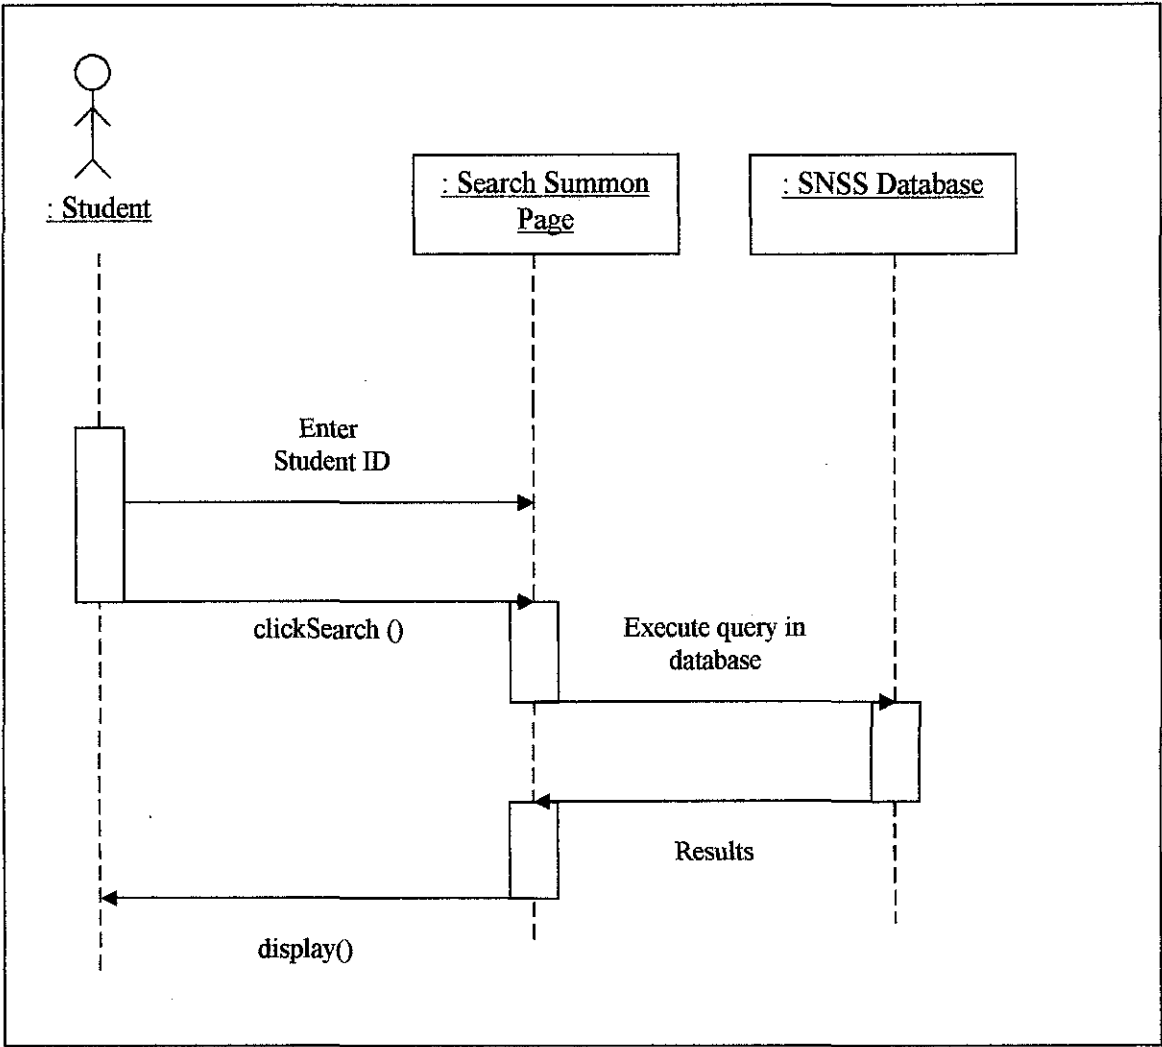 : Student
: Search Summon
Page
: SNSS Database
Enter
Student ID
clickSearch ()
Execute query in
database
Results
display()